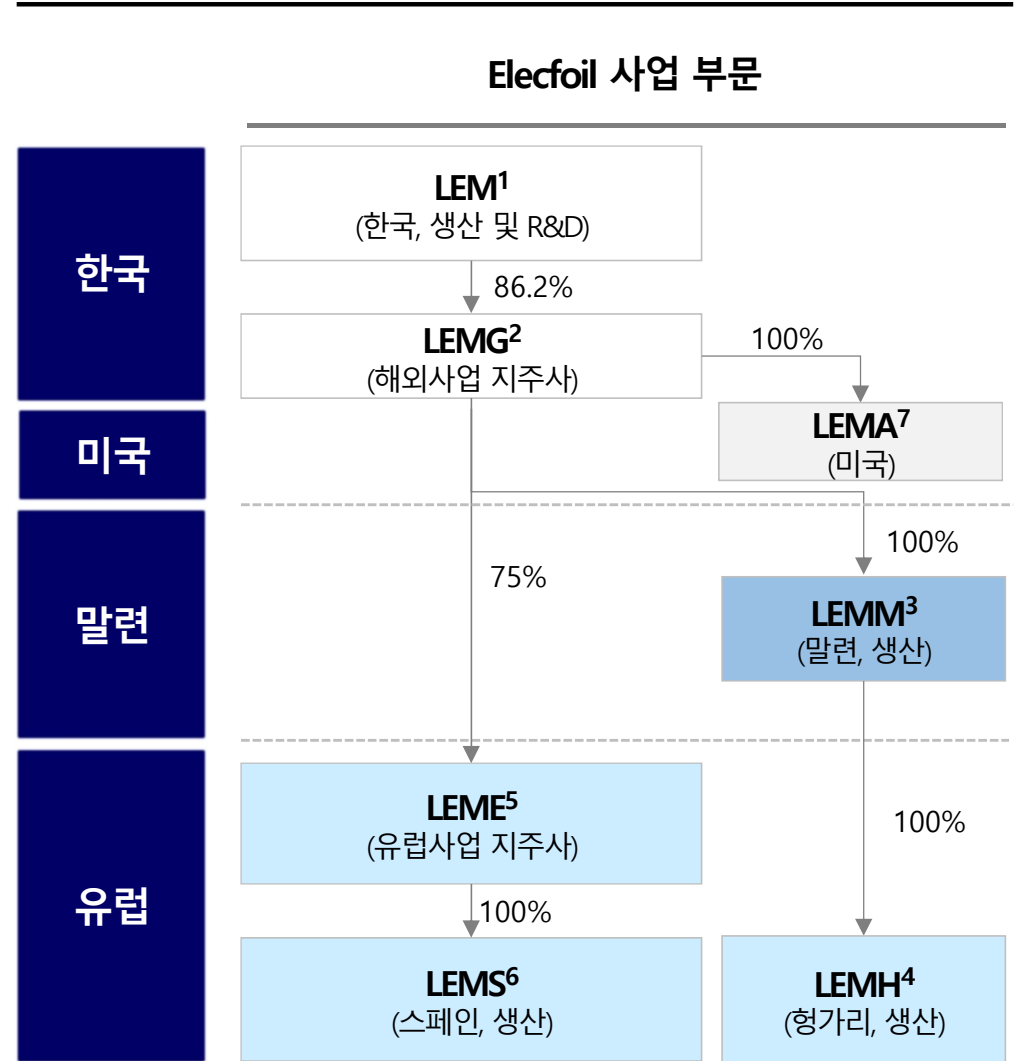 Elecfoil 사업 부문
한국
LEM1
(한국, 생산 및 R&D)
86.2%
LEMG2
(해외사업 지주사)
100%
미국
LEMA7
(미국)
말련
75%
100%
LEMM3
(말련, 생산)
유럽
LEME5
(유럽사업 지주사)
100%
100%
LEMS6
(스페인, 생산)
LEMH4
(헝가리, 생산)